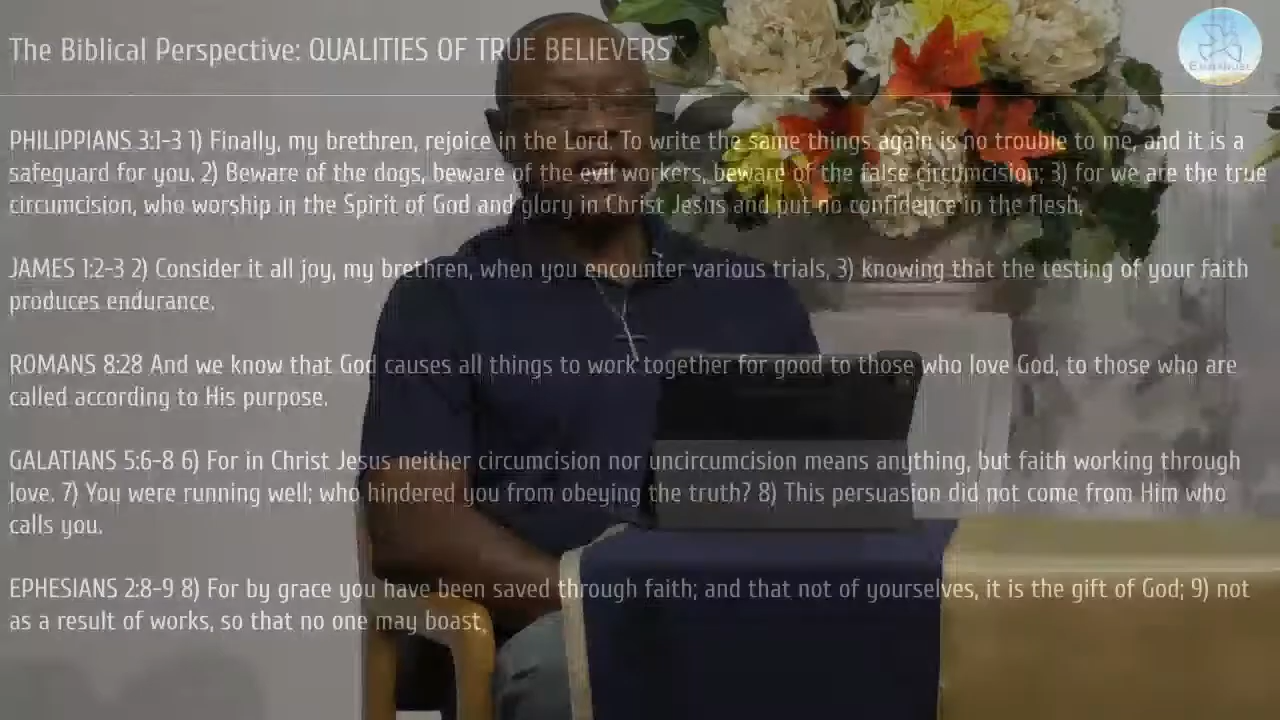 The Biblical Perspective: QUALITIES OF TRUE BELIEVERS
EMMANUEL
PHILIPPIANS 3:1-3 1) Finally, my brethren, rejoice in the Lord. To write the same things again is no trouble to me, and it is a
safeguard for you. 2) Beware of the dogs, beware of the evil workers, beware of the false circumcision; 3) for we are the true
circumcision, who worship in the Spirit of God and glory in Christ Jesus and put no confidence in the flesh,
JAMES 1:2-3 2) Consider it all joy, my brethren, when you encounter various trials, 3) knowing that the testing of your faith
produces endurance.
ROMANS 8:28 And we know that God causes all things to work together for good to those who love God, to those who are
called according to His purpose.
GALATIANS 5:6-8 6) For in Christ Jesus neither circumcision nor uncircumcision means anything, but faith working through
love. 7) You were running well; who hindered you from obeying the truth? 8) This persuasion did not come from Him who
calls you.
EPHESIANS 2:8-9 8) For by grace you have been saved through faith; and that not of yourselves, it is the gift of God; 9) not
as a result of works, so that no one may boast.